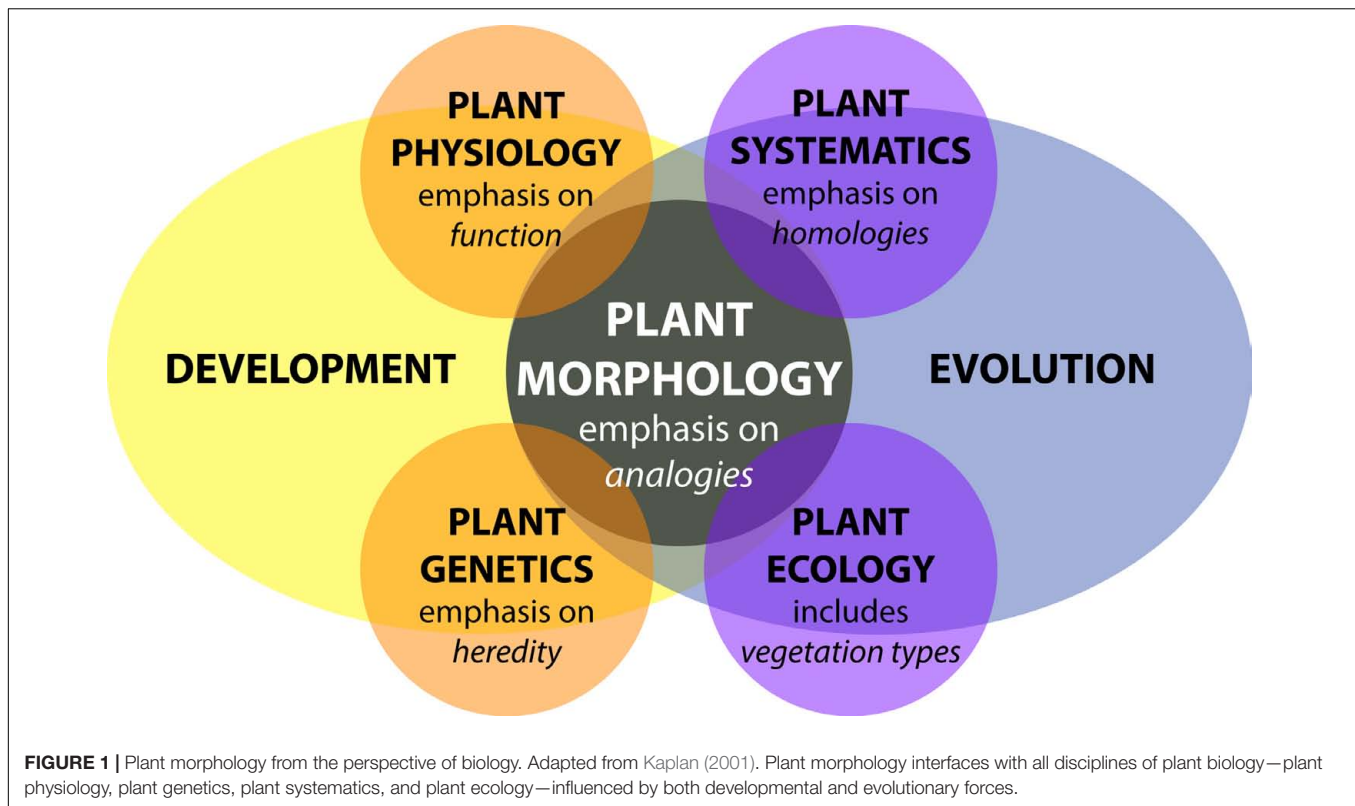 PLANT
PHYSIOLOGY
emphasis on
function
PLANT
SYSTEMATICS
emphasis on
homologies
DEVELOPMENT
PLANT
MORPHOLOGY
emphasis on
analogies
EVOLUTION
PLANT
GENETICS
emphasis on
heredity
PLANT
ECOLOGY
includes
vegetation types
FIGURE 1 | Plant morphology from the perspective of biology. Adapted from Kaplan (2001). Plant morphology interfaces with all disciplines of plant biology—plant
physiology, plant genetics, plant systematics, and plant ecology—influenced by both developmental and evolutionary forces.